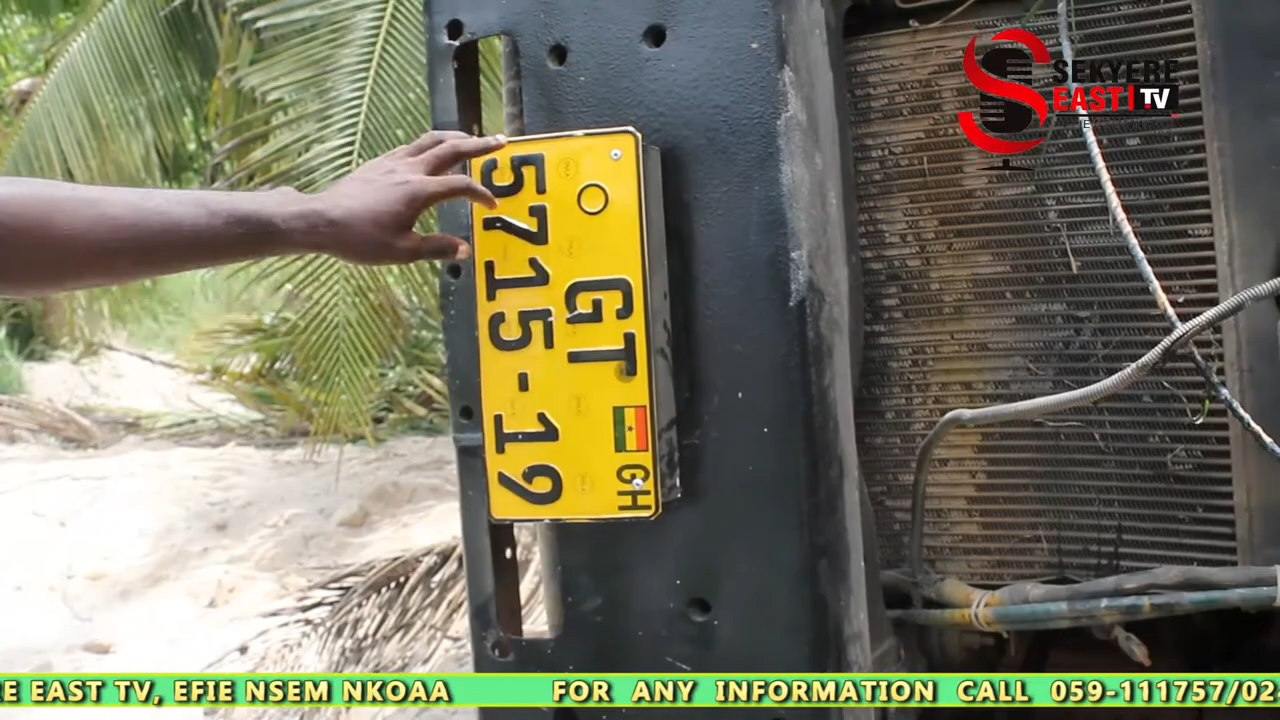 GT
GH
5715-19
SEKYERE
EAST TV
RE EAST TV, EFIE NSEM NKOAA FOR ANY INFORMATION CALL 059-111757/02-